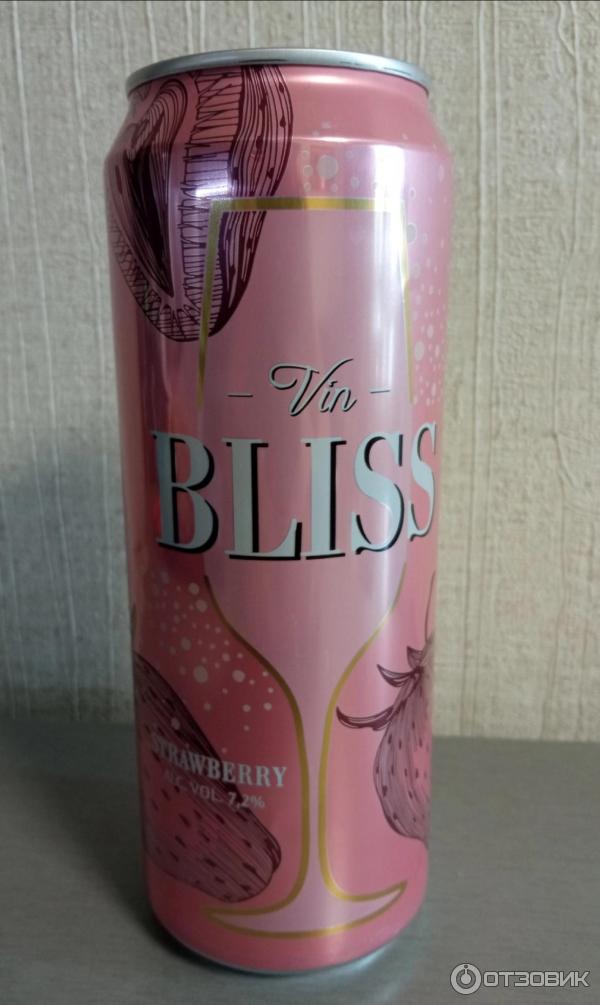 – Vin –
BLISS
STRAWBERRY
ALC. VOL. 7,2%
ОТЗОВИК